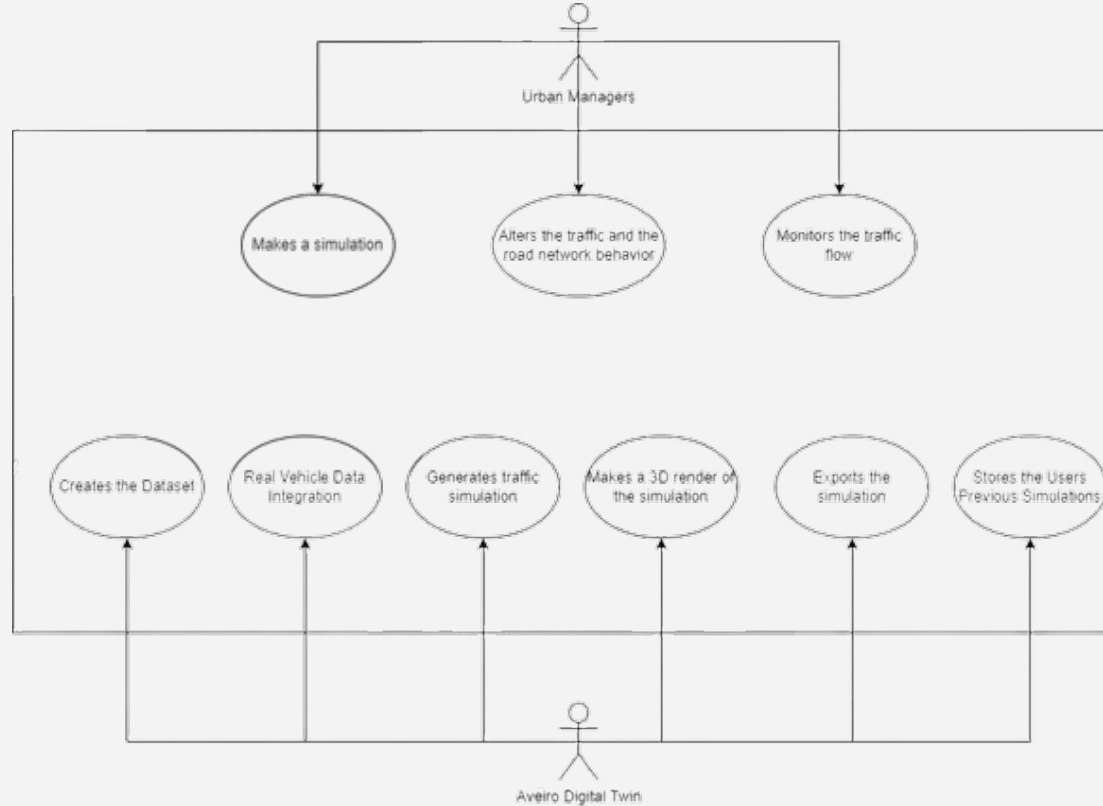 Urban Managers
Makes a simulation
Alters the traffic and the
road network behavior
Monitors the traffic
flow
Creates the Dataset
Real Vehicle Data
Integration
Generates traffic
simulation
Makes a 3D render of
the simulation
Exports the
simulation
Stores the Users
Previous Simulations
Aveiro Digital Twin